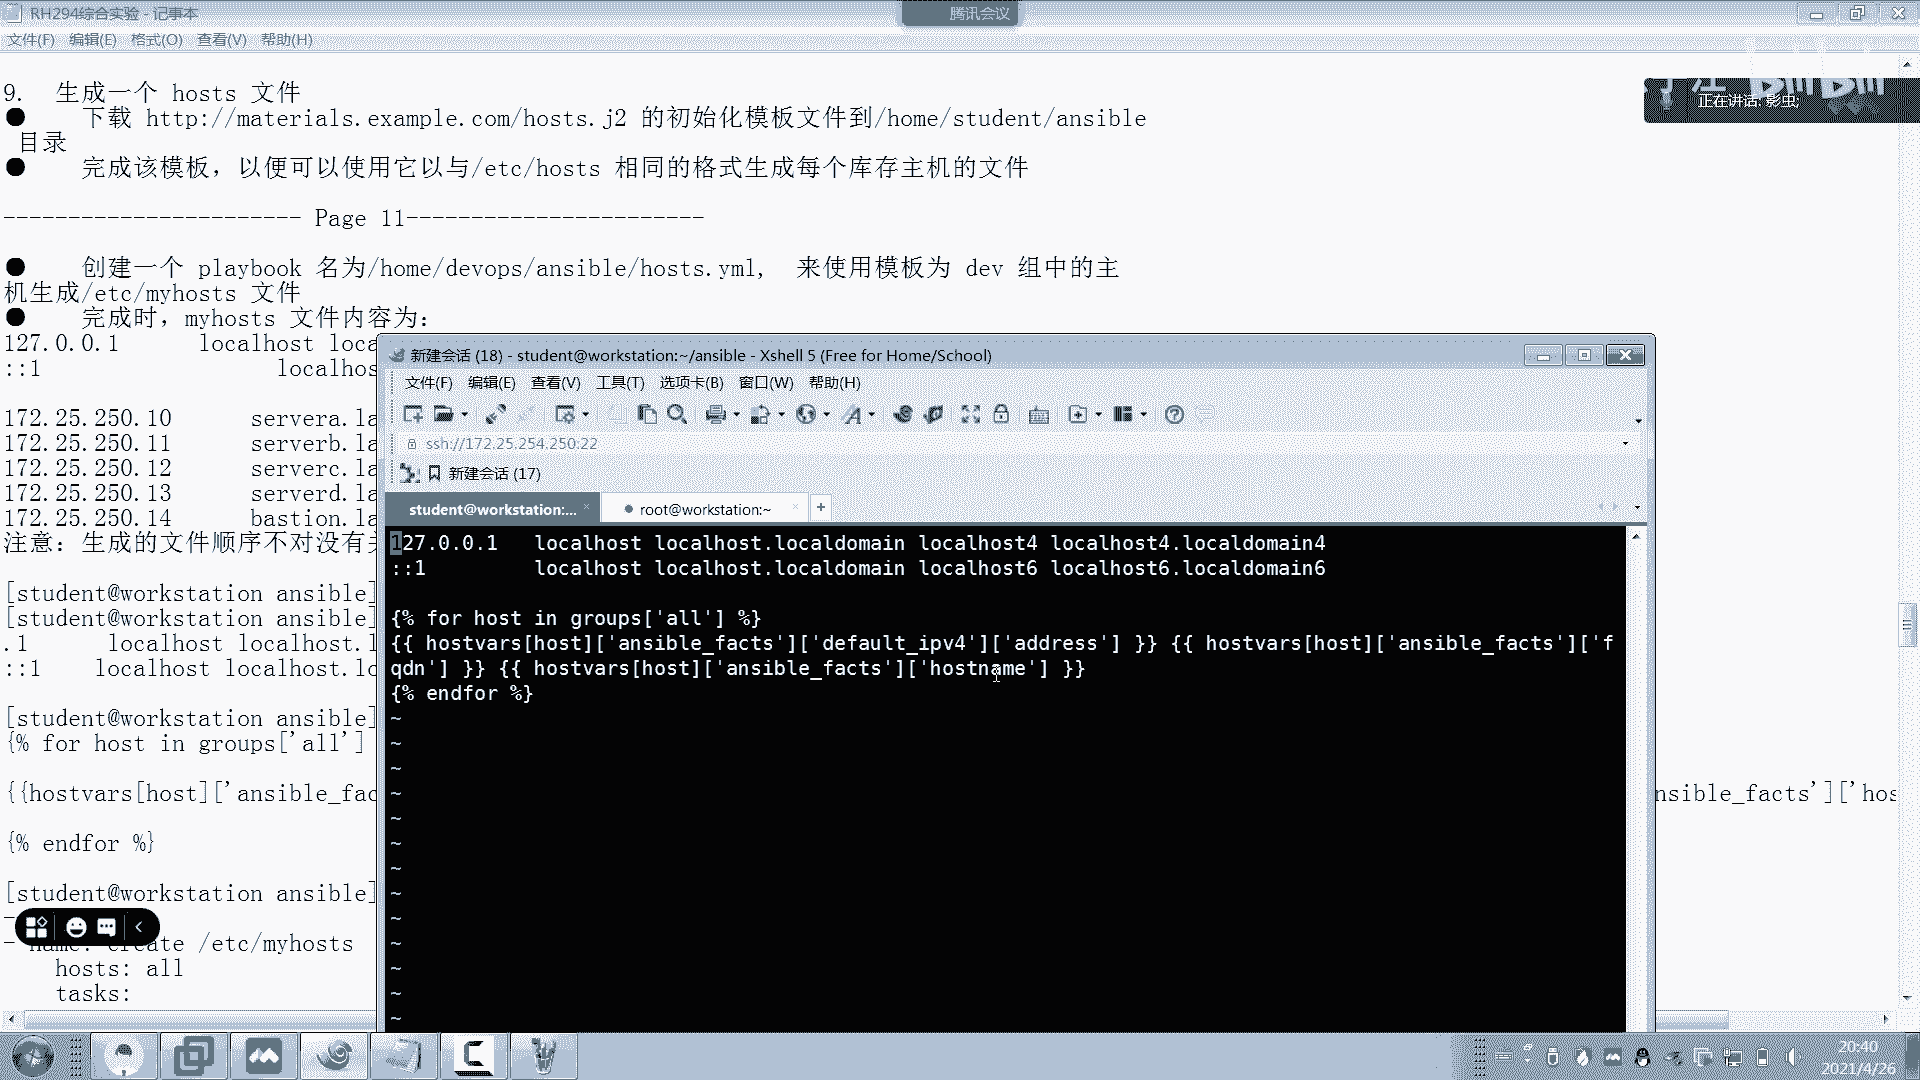 RH294综合实验 - 记事本
腾讯会议
文件(F) 编辑(E) 格式(O) 查看(V) 帮助(H)
正在讲话: 影虫;
9. 生成一个 hosts 文件
● 下载 http://materials.example.com/hosts.j2 的初始化模板文件到/home/student/ansible
目录
● 完成该模板，以便可以使用它以与/etc/hosts 相同的格式生成每个库存主机的文件
----------------------- Page 11-----------------------
● 创建一个 playbook 名为/home/devops/ansible/hosts.yml, 来使用模板为 dev 组中的主
机生成/etc/myhosts 文件
● 完成时，myhosts 文件内容为：
127.0.0.1 localhost loca
::1 localhos
172.25.250.10 servera.la
172.25.250.11 serverb.la
172.25.250.12 serverc.la
172.25.250.13 serverd.la
172.25.250.14 bastion.la
注意：生成的文件顺序不对没有
[student@workstation ansible]
[student@workstation ansible]
.1 localhost localhost.l
::1 localhost localhost.lo
[student@workstation ansible]
{% for host in groups['all']
{{hostvars[host]['ansible_fac
nsible_facts']['hos
{% endfor %}
[student@workstation ansible]
- name: create /etc/myhosts
hosts: all
tasks:
新建会话 (18) - student@workstation:~/ansible - Xshell 5 (Free for Home/School)
文件(F) 编辑(E) 查看(V) 工具(T) 选项卡(B) 窗口(W) 帮助(H)
ssh://172.25.254.250:22
新建会话 (17)
student@workstation:...
root@workstation:~
127.0.0.1 localhost localhost.localdomain localhost4 localhost4.localdomain4
::1 localhost localhost.localdomain localhost6 localhost6.localdomain6
{% for host in groups['all'] %}
{{ hostvars[host]['ansible_facts']['default_ipv4']['address'] }} {{ hostvars[host]['ansible_facts']['f
qdn'] }} {{ hostvars[host]['ansible_facts']['hostname'] }}
{% endfor %}
~
~
~
~
~
~
~
~
~
~
~
~
~
20:40
2021/4/26